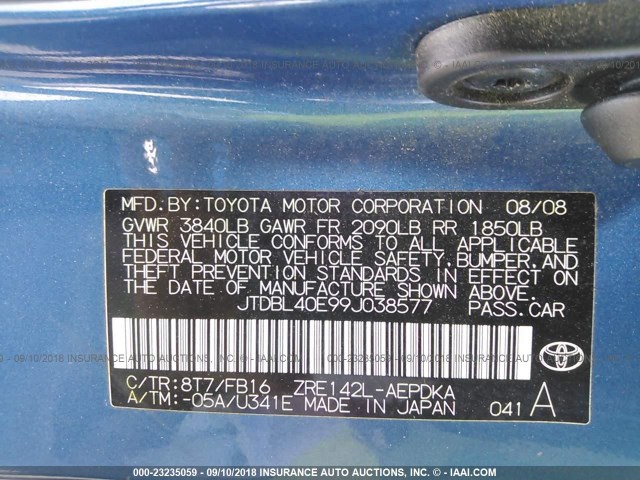 MFD.BY:TOYOTA MOTOR CORPORATION 08/08
GVWR 3840LB GAWR FR 2090LB RR 1850LB
THIS VEHICLE CONFORMS TO ALL APPLICABLE
FEDERAL MOTOR VEHICLE SAFETY,BUMPER,AND
THEFT PREVENTION STANDARDS IN EFFECT ON
THE DATE OF MANUFACTURE SHOWN ABOVE.
JTDBL40E99J038577 PASS.CAR
C/TR:8T7/FB16 ZRE142L-AEPDKA
A/TM:-05A/U341E MADE IN JAPAN 041 A
000-23235059 - 09/10/2018 - INSURANCE AUTO AUCTIONS, INC. - IAAI.COM